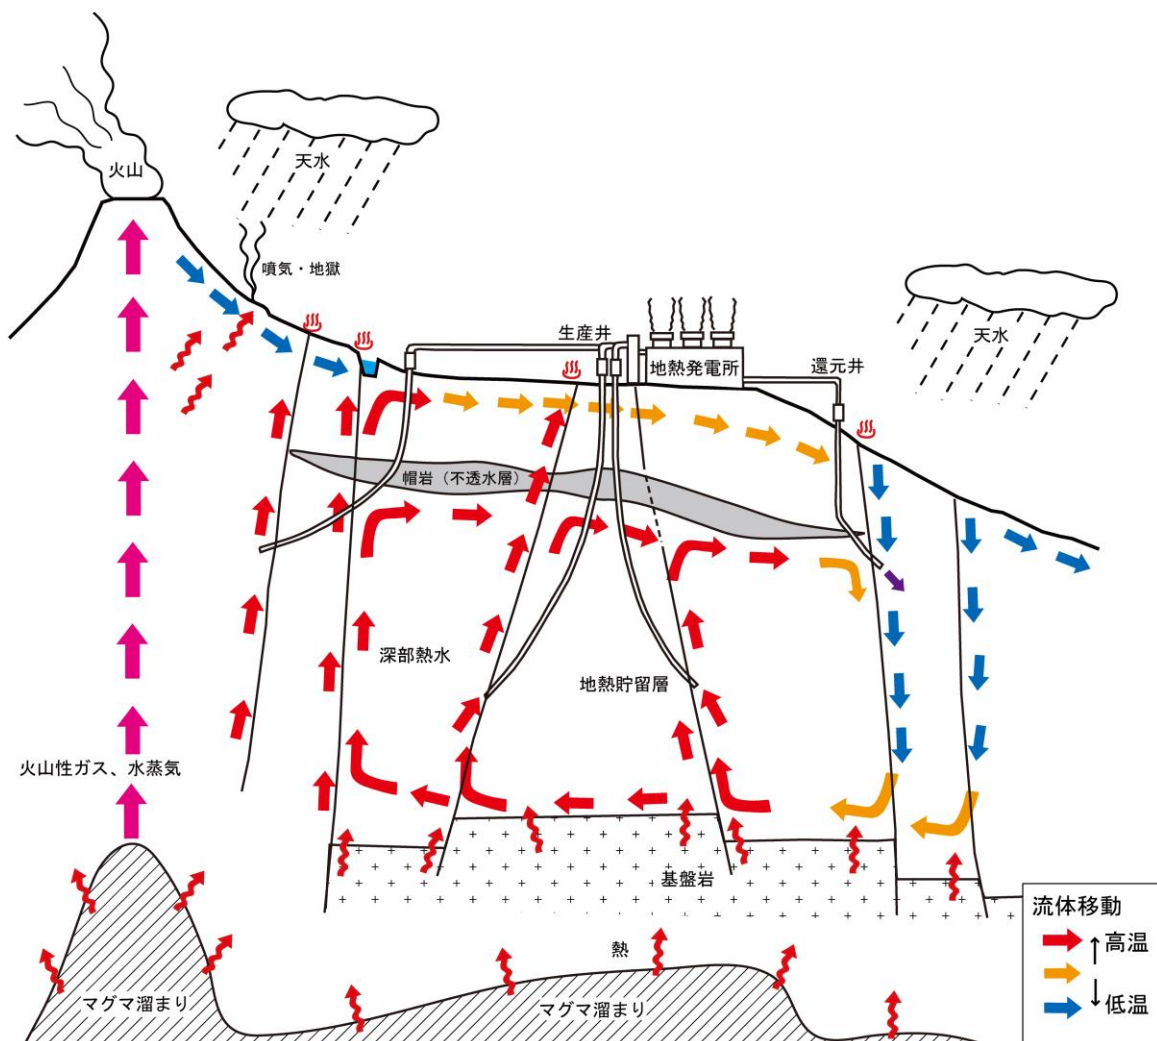 火山
天水
噴気・地獄
天水
生産井
地熱発電所
還元井
帽岩（不透水層）
深部熱水
地熱貯留層
火山性ガス、水蒸気
基盤岩
熱
マグマ溜まり
マグマ溜まり
流体移動
高温
低温